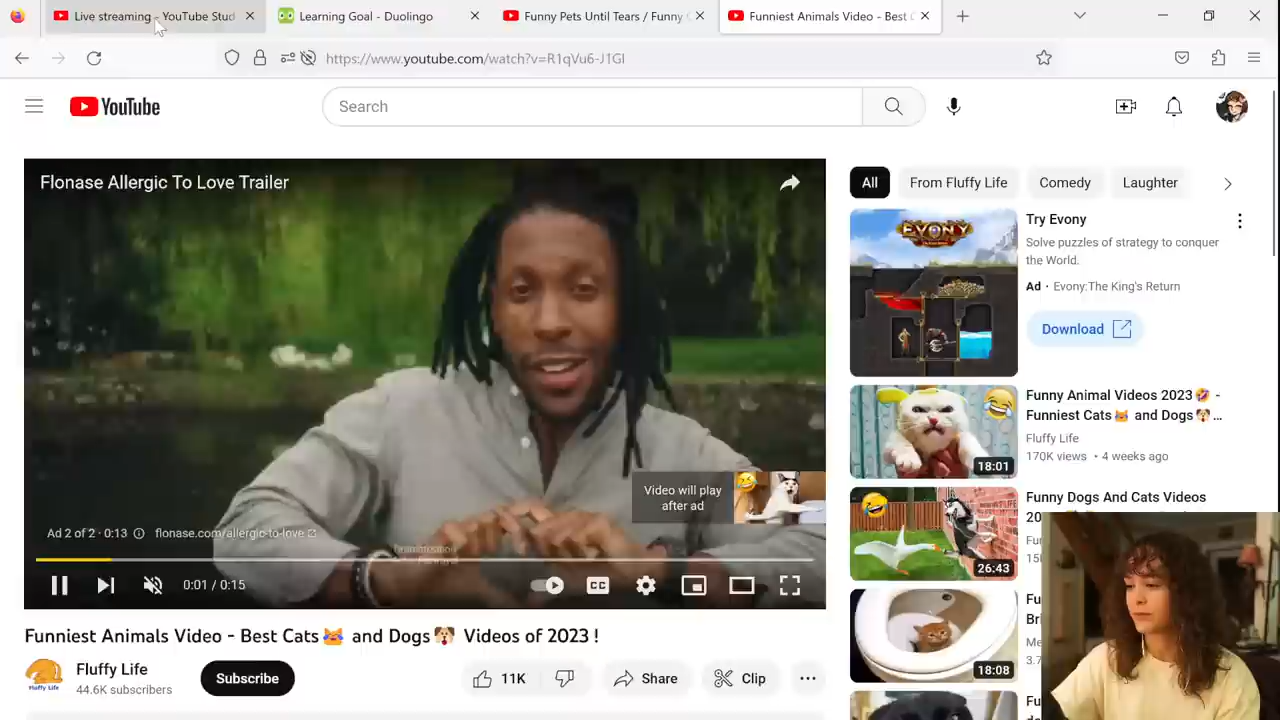 Live streaming - YouTube Stud
Learning Goal - Duolingo
Funny Pets Until Tears / Funny
Funniest Animals Video - Best C
https://www.youtube.com/watch?v=R1qVu6-J1GI
YouTube
Search
Flonase Allergic To Love Trailer
Video will play
after ad
Ad 2 of 2 · 0:13
flonase.com/allergic-to-love
CC
0:01 / 0:15
Funniest Animals Video - Best Cats😹 and Dogs🐶 Videos of 2023 !
Fluffy Life
44.6K subscribers
Fluffy Life
Subscribe
11K
Share
Clip
All
From Fluffy Life
Comedy
Laughter
EVONY
Try Evony
Solve puzzles of strategy to conquer
the World.
Ad · Evony:The King's Return
Download
Funny Animal Videos 2023🤣 -
Funniest Cats😹 and Dogs🐶...
Fluffy Life
170K views • 4 weeks ago
18:01
Funny Dogs And Cats Videos
26:43
18:08